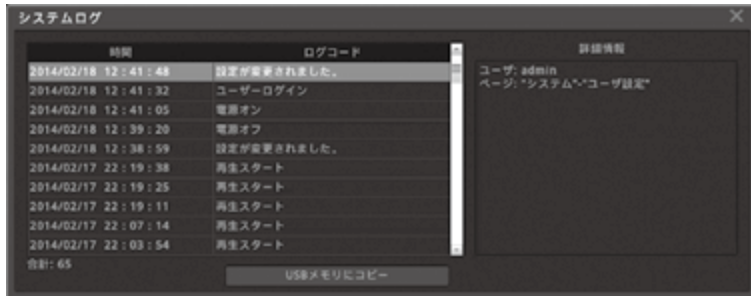 システムログ
時間 ログコード 詳細情報
2014/02/18 12 : 41 : 48 設定が変更されました。 ユーザ: admin
2014/02/18 12 : 41 : 32 ユーザーログイン ページ: "システム"-"ユーザ設定"
2014/02/18 12 : 41 : 05 電源オン
2014/02/18 12 : 39 : 20 電源オフ
2014/02/18 12 : 38 : 59 設定が変更されました。
2014/02/17 22 : 19 : 38 再生スタート
2014/02/17 22 : 19 : 25 再生スタート
2014/02/17 22 : 19 : 11 再生スタート
2014/02/17 22 : 07 : 14 再生スタート
2014/02/17 22 : 03 : 54 再生スタート
合計: 65
USBメモリにコピー